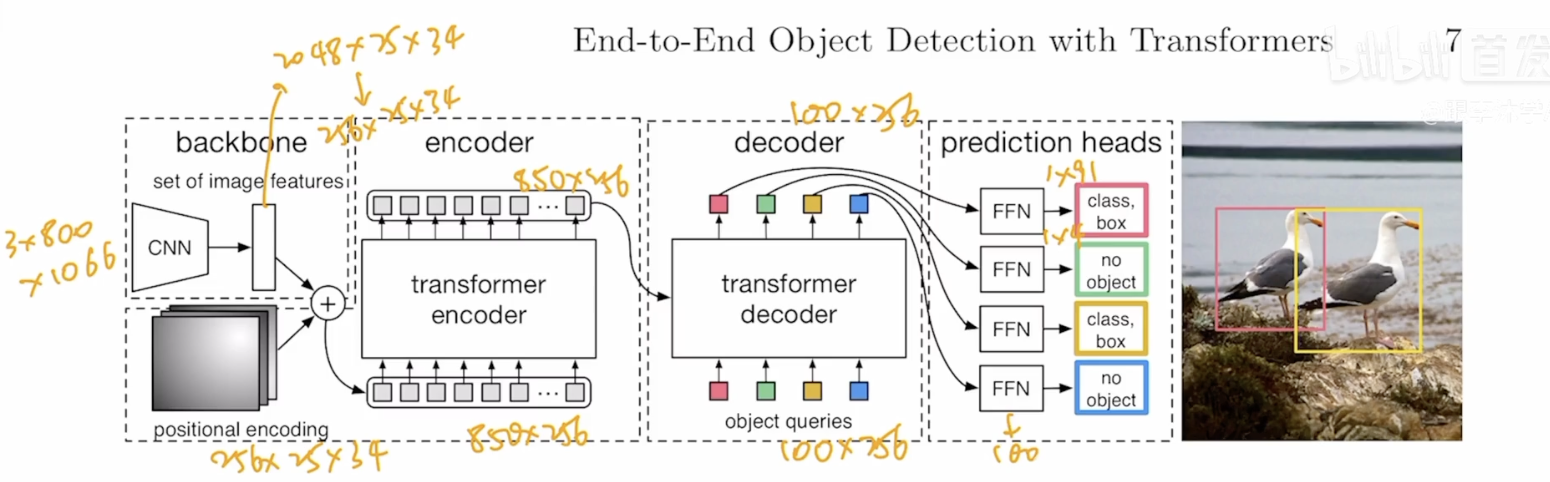 2048×25×34
End-to-End Object Detection with Transformers 7
bilibili 首发
256×25×34
100×256
backbone
encoder
decoder
prediction heads
set of image features
850×256
1×91
CNN
3×800
×1066
transformer
encoder
transformer
decoder
FFN
class,
box
1×4
FFN
no
object
FFN
class,
box
FFN
no
object
positional encoding
object queries
256×25×34
850×256
100×256
100